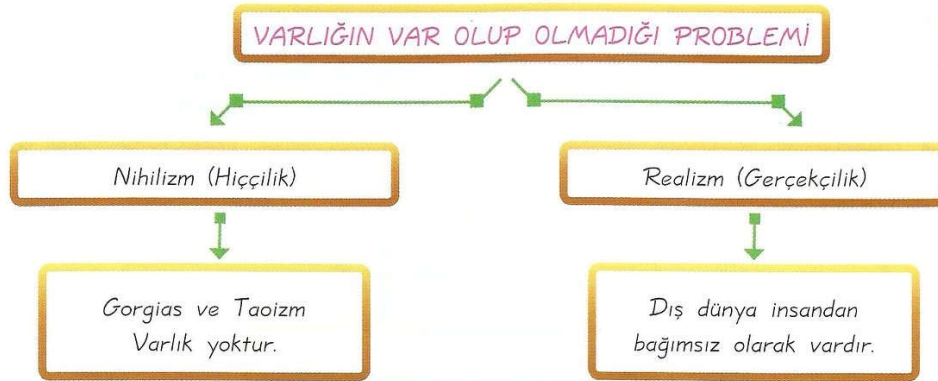 VARLIĞIN VAR OLUP OLMADIĞI PROBLEMİ
Nihilizm (Hiççilik)
Realizm (Gerçekçilik)
Gorgias ve Taoizm
Varlık yoktur.
Dış dünya insandan
bağımsız olarak vardır.